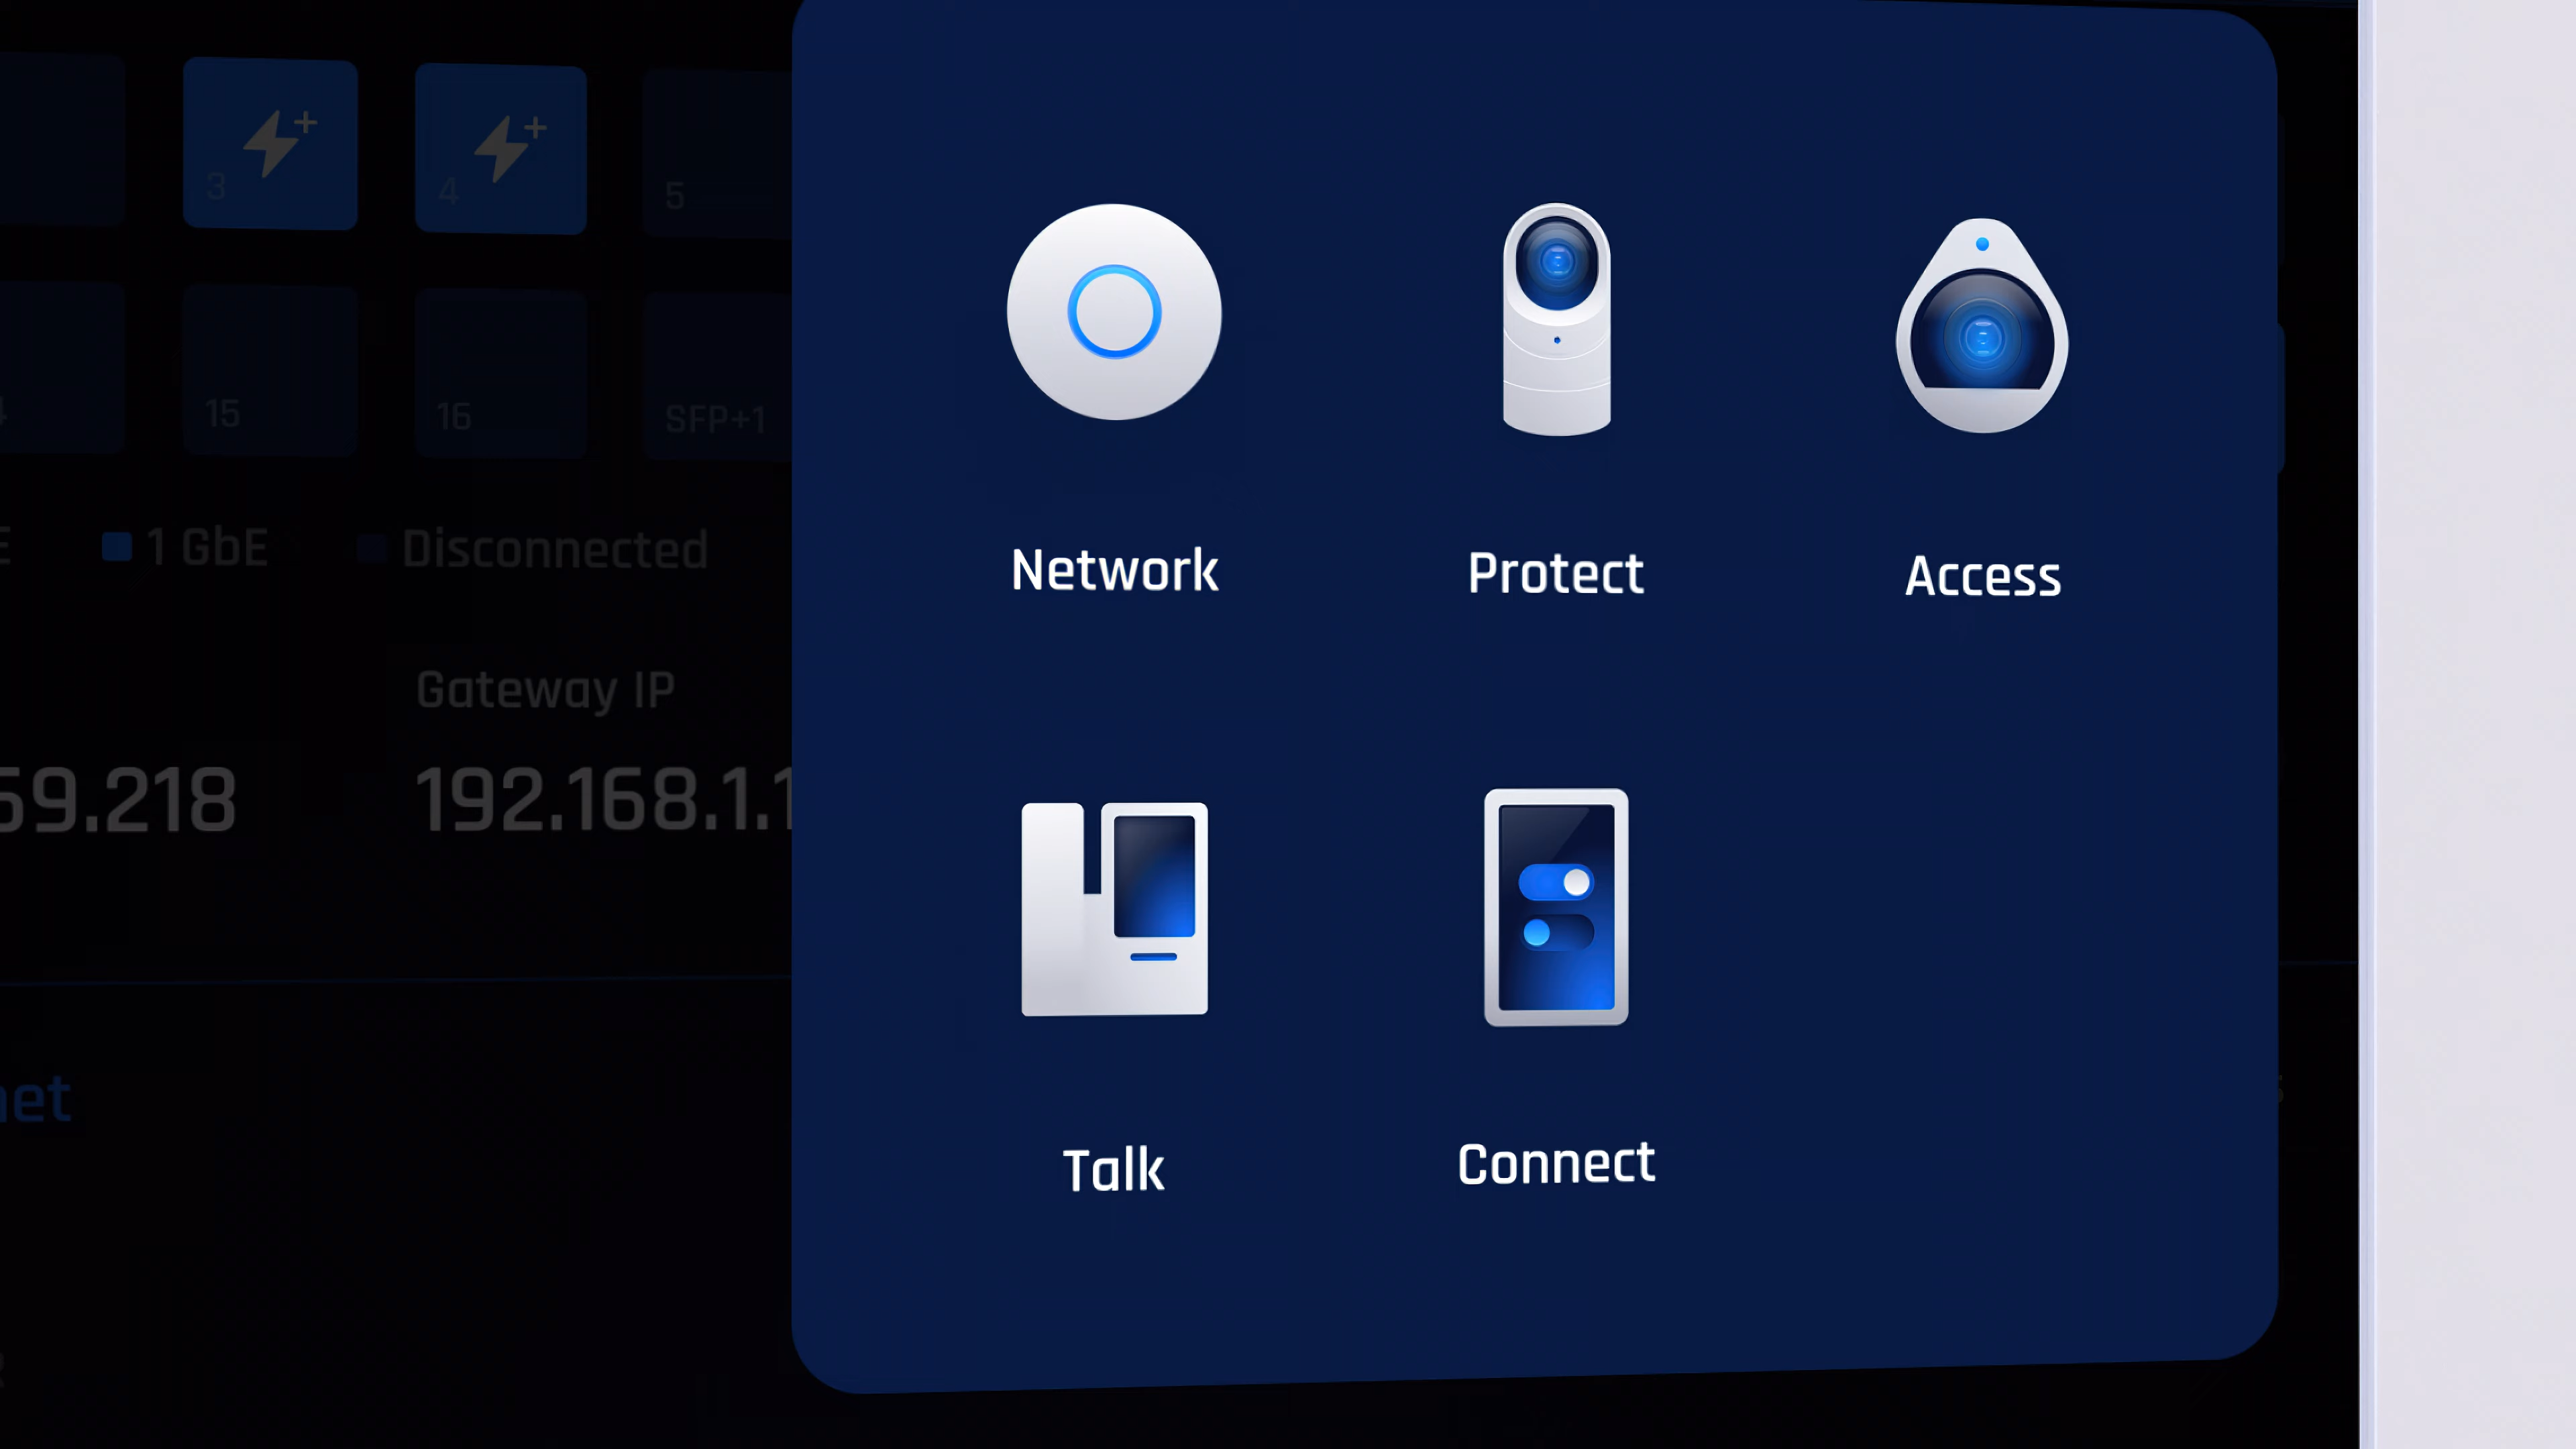 3
4
5
15
16
SFP+1
1 GbE
Disconnected
Gateway IP
59.218
192.168.1.1
Network
Protect
Access
Talk
Connect